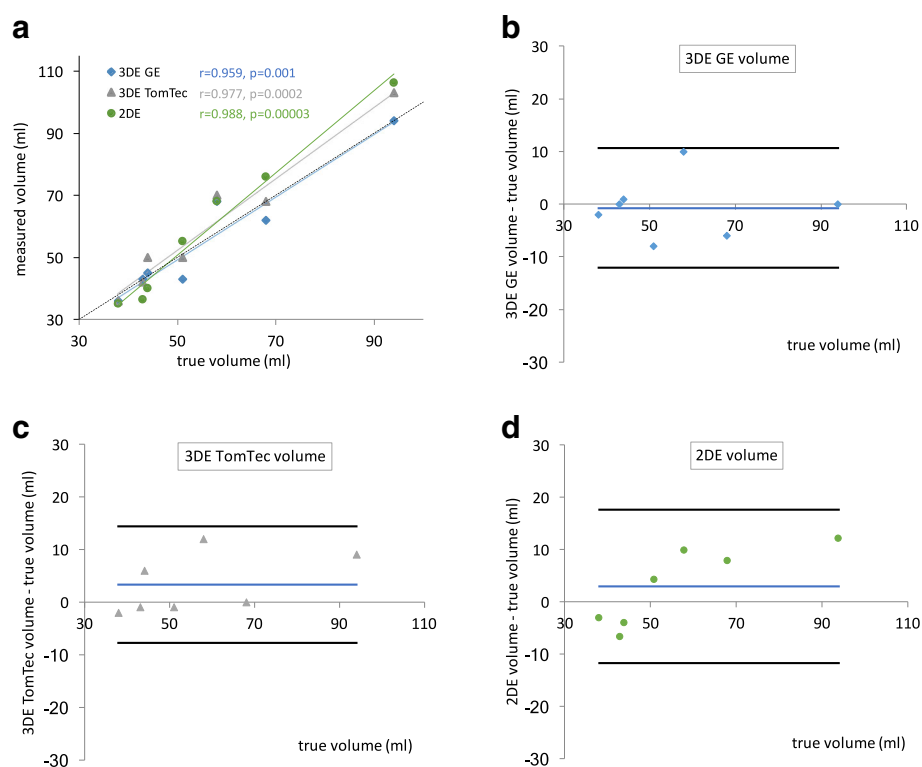 a
3DE GE r=0.959, p=0.001
3DE TomTec r=0.977, p=0.0002
2DE r=0.988, p=0.00003
measured volume (ml)
110
90
70
50
30
30 50 70 90
true volume (ml)
b
3DE GE volume
3DE GE volume - true volume (ml)
30
20
10
0
-10
-20
-30
30 50 70 90 110
true volume (ml)
c
3DE TomTec volume
3DE TomTec volume - true volume (ml)
30
20
10
0
-10
-20
-30
30 50 70 90 110
true volume (ml)
d
2DE volume
2DE volume - true volume (ml)
30
20
10
0
-10
-20
-30
30 50 70 90 110
true volume (ml)